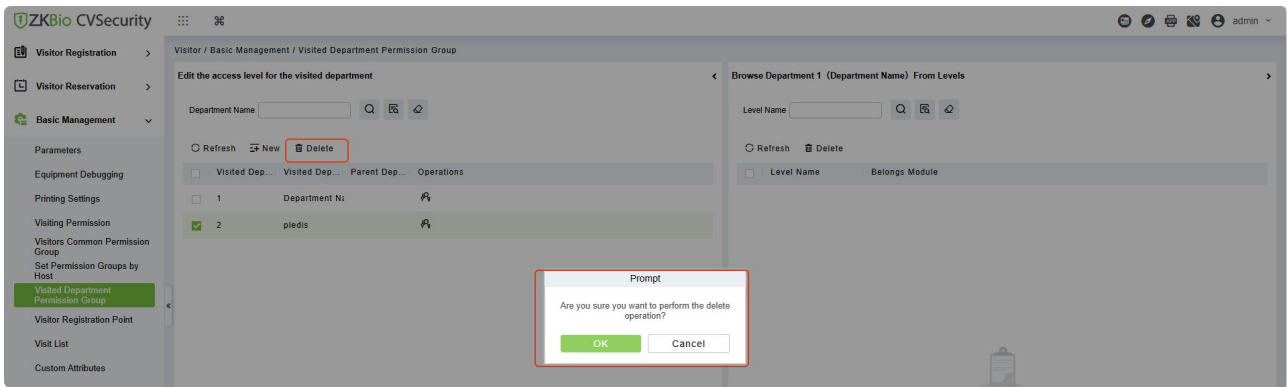 ZKBio CVSecurity
admin
Visitor Registration
Visitor Reservation
Basic Management
Parameters
Equipment Debugging
Printing Settings
Visiting Permission
Visitors Common Permission
Group
Set Permission Groups by
Host
Visited Department
Permission Group
Visitor Registration Point
Visit List
Custom Attributes
Visitor / Basic Management / Visited Department Permission Group
Edit the access level for the visited department
Department Name
Refresh New Delete
Visited Dep... Visited Dep... Parent Dep... Operations
1 Department Na
2 pledis
Browse Department 1 (Department Name) From Levels
Level Name
Refresh Delete
Level Name Belongs Module
Prompt
Are you sure you want to perform the delete
operation?
OK Cancel